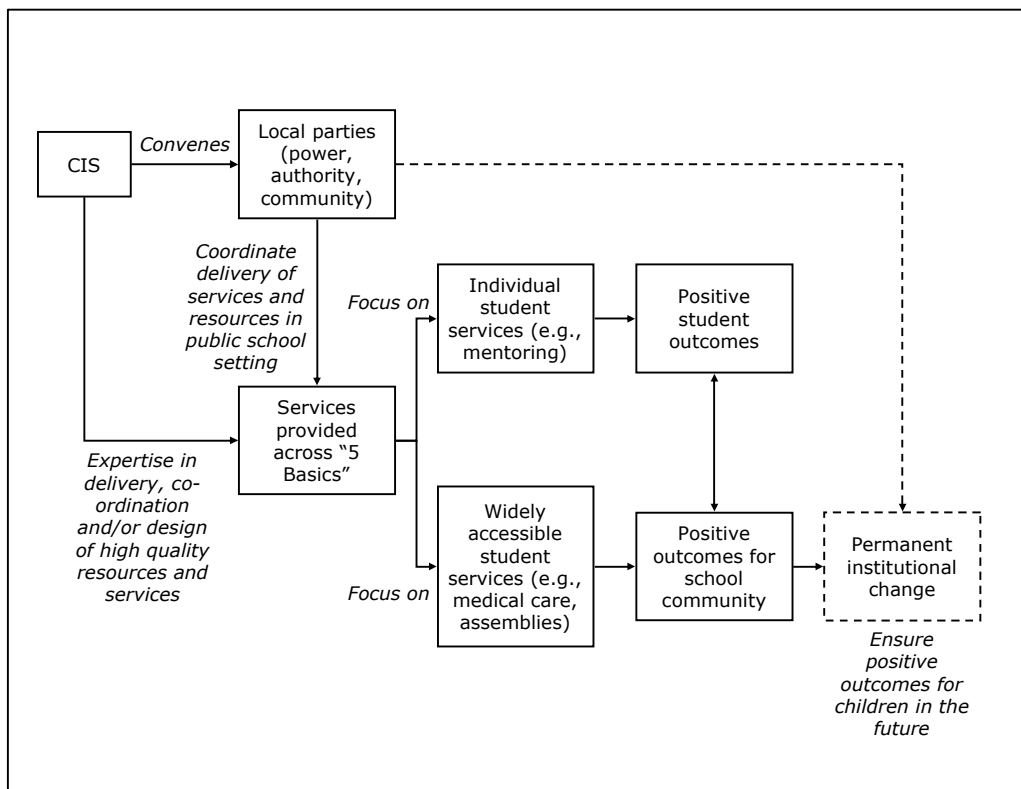 CIS
Convenes
Local parties
(power,
authority,
community)
Coordinate
delivery of
services and
resources in
public school
setting
Focus on
Individual
student
services (e.g.,
mentoring)
Positive
student
outcomes
Services
provided
across “5
Basics”
Expertise in
delivery, co-
ordination
and/or design
of high quality
resources and
services
Focus on
Widely
accessible
student
services (e.g.,
medical care,
assemblies)
Positive
outcomes for
school
community
Permanent
institutional
change
Ensure
positive
outcomes for
children in the
future